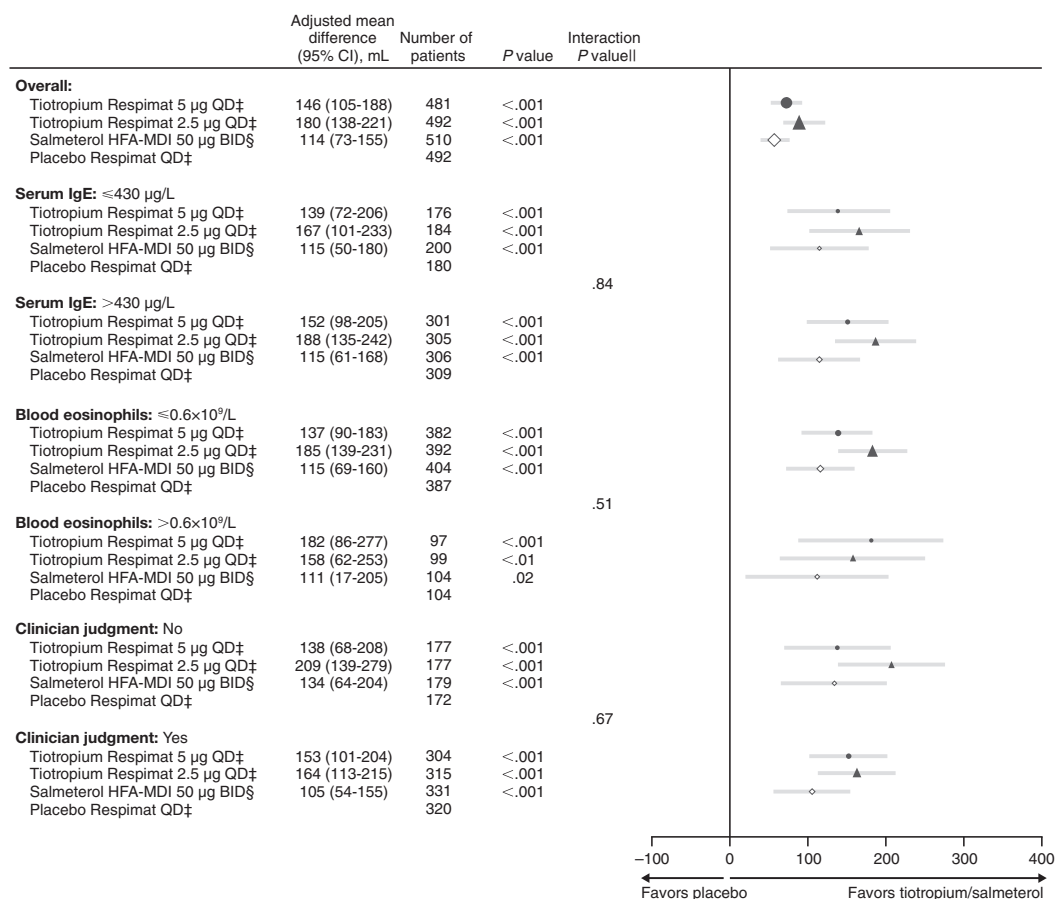 Adjusted mean difference (95% CI), mL Number of patients P value Interaction P value||
Overall:
Tiotropium Respimat 5 µg QD‡ 146 (105-188) 481 <.001
Tiotropium Respimat 2.5 µg QD‡ 180 (138-221) 492 <.001
Salmeterol HFA-MDI 50 µg BID§ 114 (73-155) 510 <.001
Placebo Respimat QD‡ 492
Serum IgE: ≤430 µg/L
Tiotropium Respimat 5 µg QD‡ 139 (72-206) 176 <.001
Tiotropium Respimat 2.5 µg QD‡ 167 (101-233) 184 <.001
Salmeterol HFA-MDI 50 µg BID§ 115 (50-180) 200 <.001
Placebo Respimat QD‡ 180
.84
Serum IgE: >430 µg/L
Tiotropium Respimat 5 µg QD‡ 152 (98-205) 301 <.001
Tiotropium Respimat 2.5 µg QD‡ 188 (135-242) 305 <.001
Salmeterol HFA-MDI 50 µg BID§ 115 (61-168) 306 <.001
Placebo Respimat QD‡ 309
Blood eosinophils: ≤0.6×10⁹/L
Tiotropium Respimat 5 µg QD‡ 137 (90-183) 382 <.001
Tiotropium Respimat 2.5 µg QD‡ 185 (139-231) 392 <.001
Salmeterol HFA-MDI 50 µg BID§ 115 (69-160) 404 <.001
Placebo Respimat QD‡ 387
.51
Blood eosinophils: >0.6×10⁹/L
Tiotropium Respimat 5 µg QD‡ 182 (86-277) 97 <.001
Tiotropium Respimat 2.5 µg QD‡ 158 (62-253) 99 <.01
Salmeterol HFA-MDI 50 µg BID§ 111 (17-205) 104 .02
Placebo Respimat QD‡ 104
Clinician judgment: No
Tiotropium Respimat 5 µg QD‡ 138 (68-208) 177 <.001
Tiotropium Respimat 2.5 µg QD‡ 209 (139-279) 177 <.001
Salmeterol HFA-MDI 50 µg BID§ 134 (64-204) 179 <.001
Placebo Respimat QD‡ 172
.67
Clinician judgment: Yes
Tiotropium Respimat 5 µg QD‡ 153 (101-204) 304 <.001
Tiotropium Respimat 2.5 µg QD‡ 164 (113-215) 315 <.001
Salmeterol HFA-MDI 50 µg BID§ 105 (54-155) 331 <.001
Placebo Respimat QD‡ 320
−100 0 100 200 300 400
Favors placebo Favors tiotropium/salmeterol